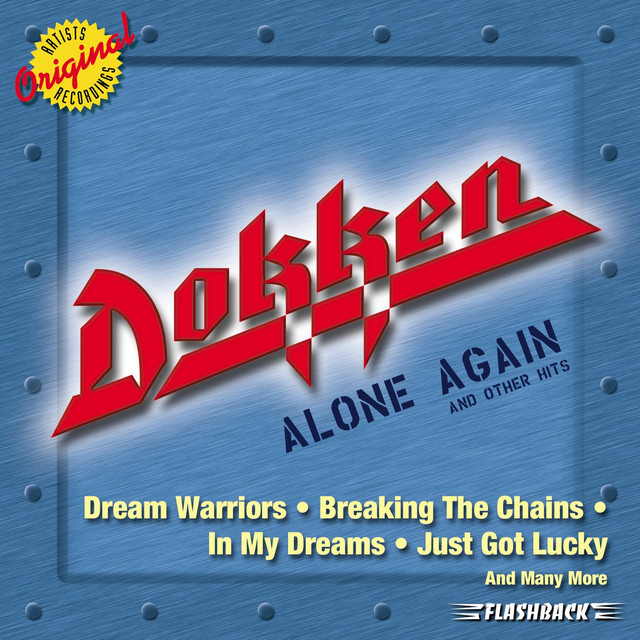 ARTISTS
Original
RECORDINGS
Dokken
ALONE AGAIN
AND OTHER HITS
Dream Warriors • Breaking The Chains •
In My Dreams • Just Got Lucky
And Many More
FLASHBACK